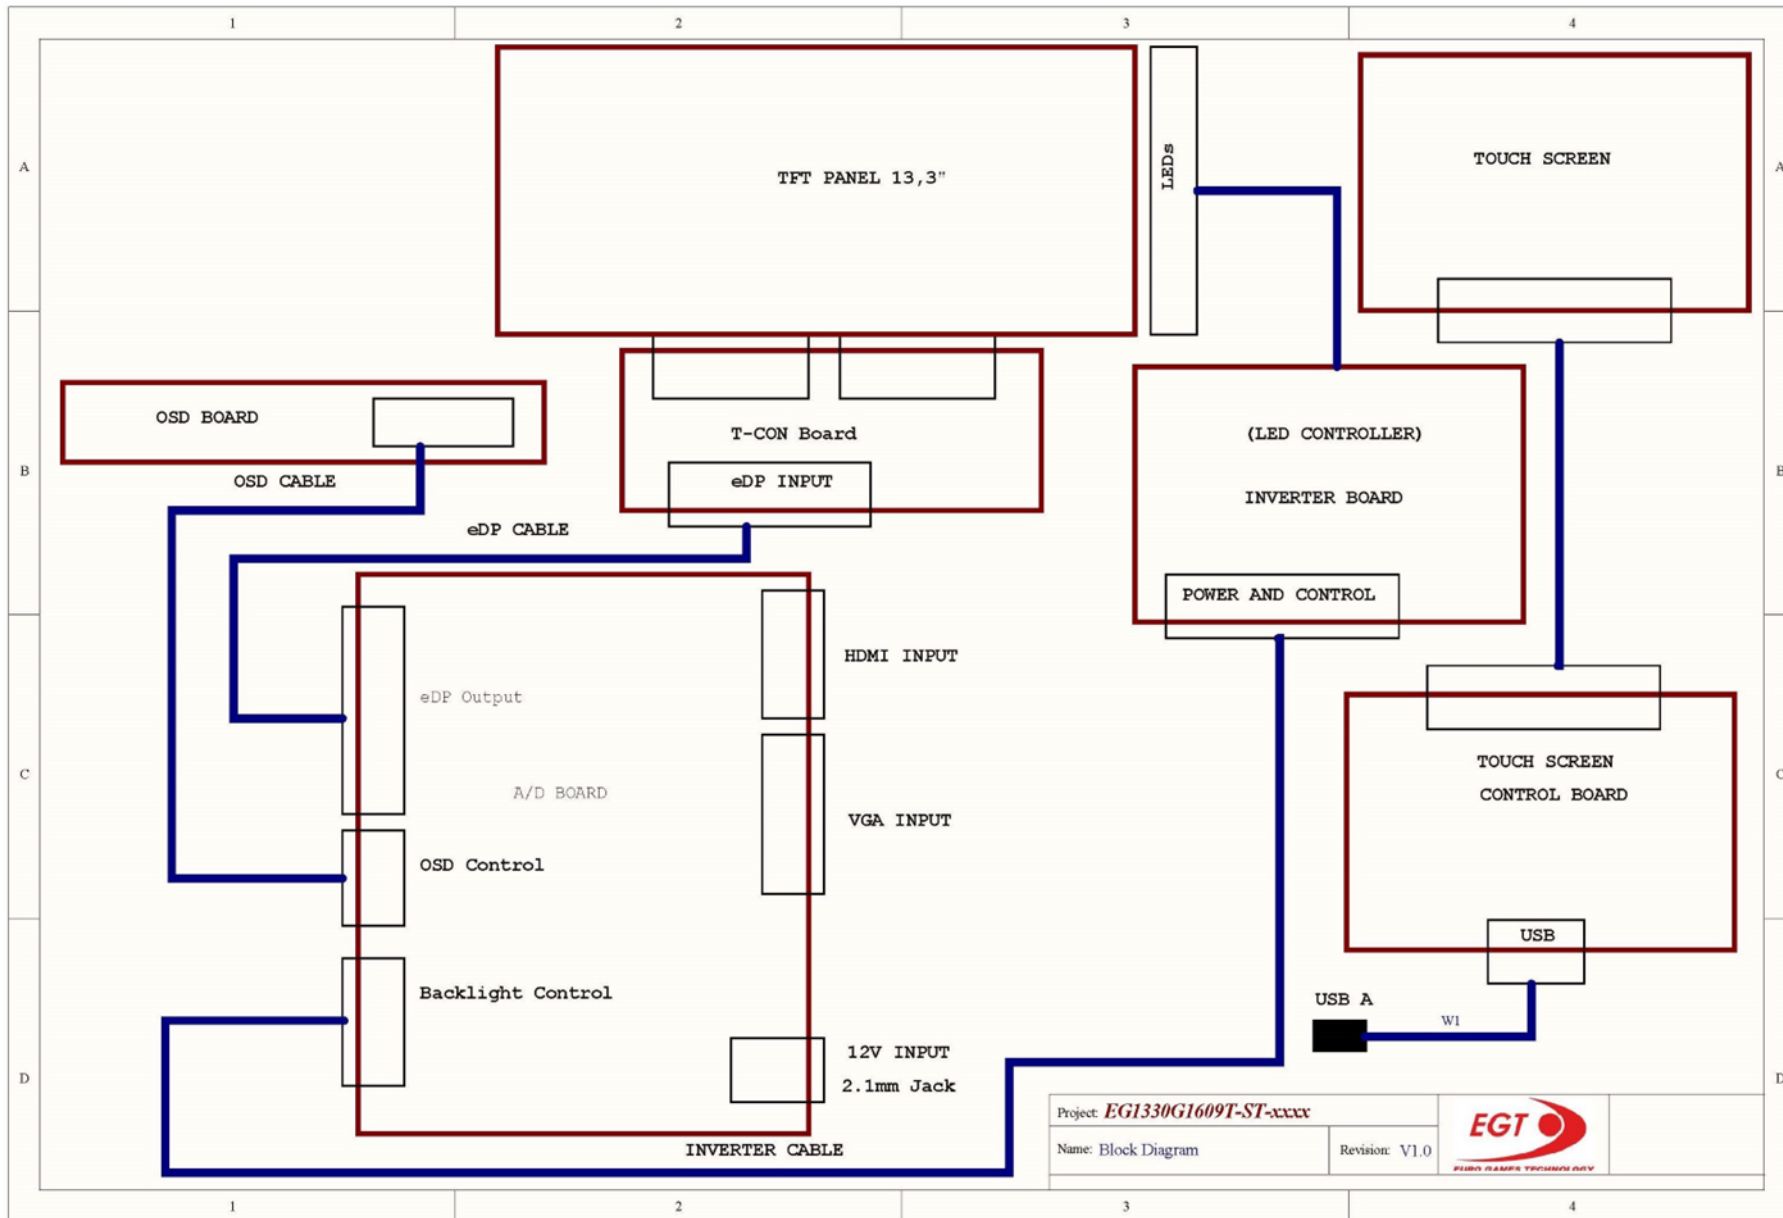 1 2 3 4
A
A
TFT PANEL 13,3"
LEDs
TOUCH SCREEN
OSD BOARD
T-CON Board
(LED CONTROLLER)
B
B
OSD CABLE
eDP INPUT
INVERTER BOARD
eDP CABLE
POWER AND CONTROL
HDMI INPUT
eDP Output
C
C
TOUCH SCREEN
CONTROL BOARD
A/D BOARD
VGA INPUT
OSD Control
USB
Backlight Control
USB A
W1
12V INPUT
2.1mm Jack
D
D
INVERTER CABLE
Project: EG1330G1609T-ST-xxxx
Name: Block Diagram
Revision: V1.0
EGT
EURO GAMES TECHNOLOGY
1 2 3 4